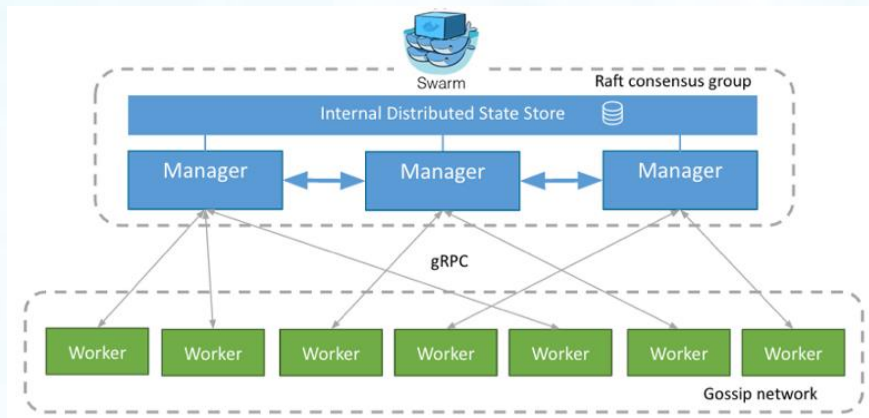 Swarm
Raft consensus group
Internal Distributed State Store
Manager
Manager
Manager
gRPC
Worker
Worker
Worker
Worker
Worker
Worker
Worker
Gossip network